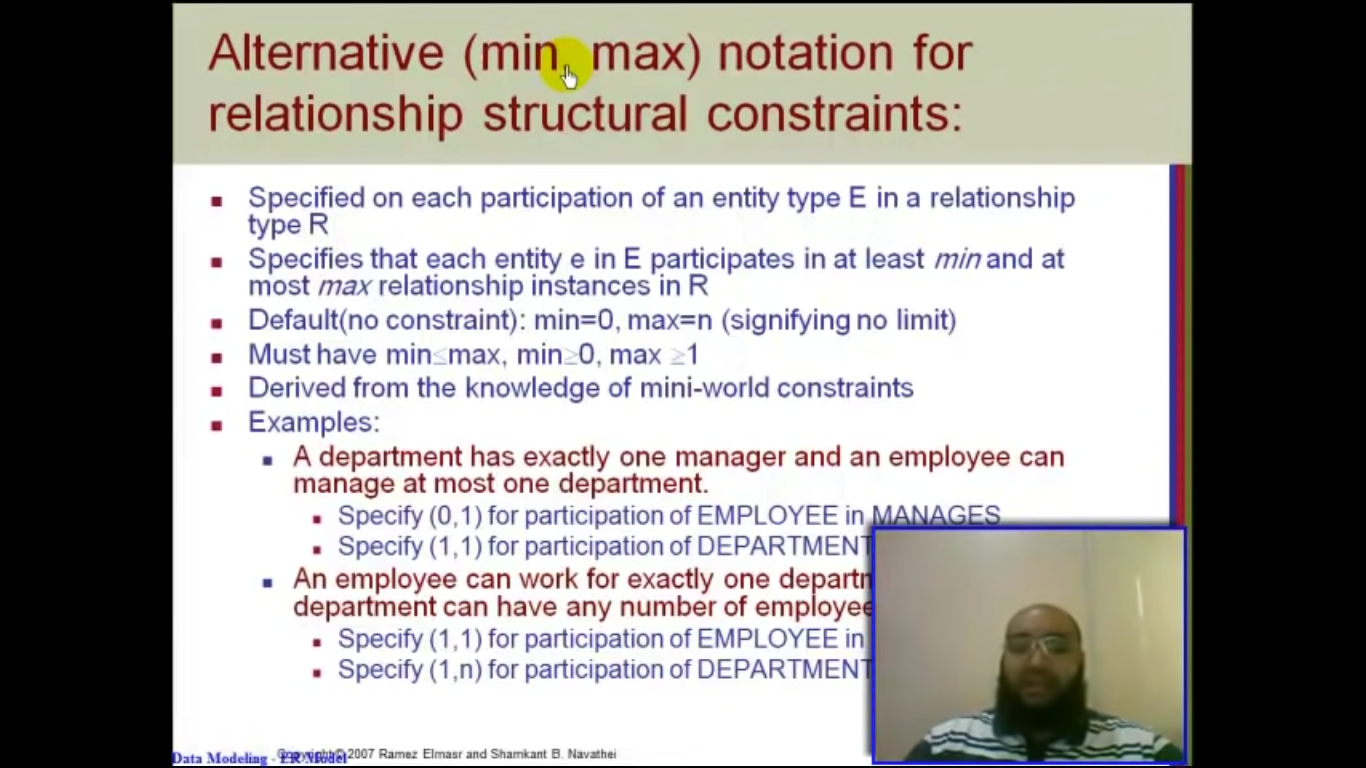 Alternative (min, max) notation for
relationship structural constraints:
Specified on each participation of an entity type E in a relationship
type R
Specifies that each entity e in E participates in at least min and at
most max relationship instances in R
Default(no constraint): min=0, max=n (signifying no limit)
Must have min≤max, min≥0, max ≥1
Derived from the knowledge of mini-world constraints
Examples:
A department has exactly one manager and an employee can
manage at most one department.
Specify (0,1) for participation of EMPLOYEE in MANAGES
Specify (1,1) for participation of DEPARTMENT
An employee can work for exactly one departn
department can have any number of employee
Specify (1,1) for participation of EMPLOYEE in
Specify (1,n) for participation of DEPARTMENT
Copyright © 2007 Ramez Elmasr and Shamkant B. Navathei
Data Modeling - ER Model